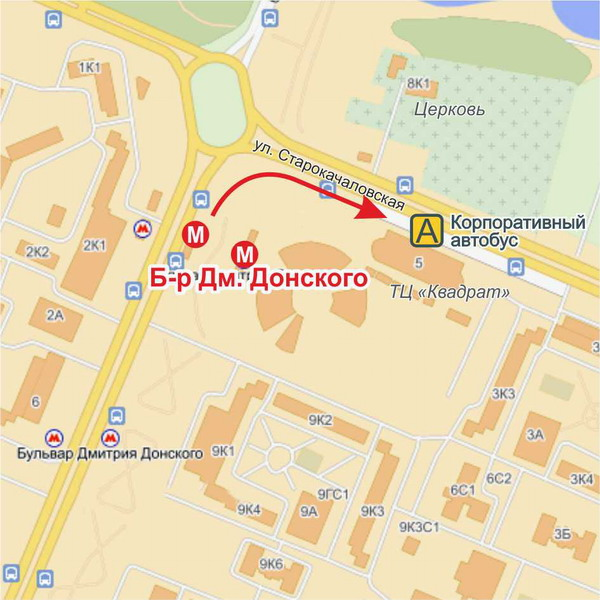 1К1
8К1
Церковь
ул. Старокачаловская
М
2К2
2К1
М
М
А
Корпоративный
автобус
5
Б-р Дм. Донского
ТЦ «Квадрат»
2А
3К3
6
9К2
М
М
Бульвар Дмитрия Донского
9К1
3А
6С2
3К4
6С1
9ГС1
9К4
9А
9К3
9К3С1
3Б
9К6